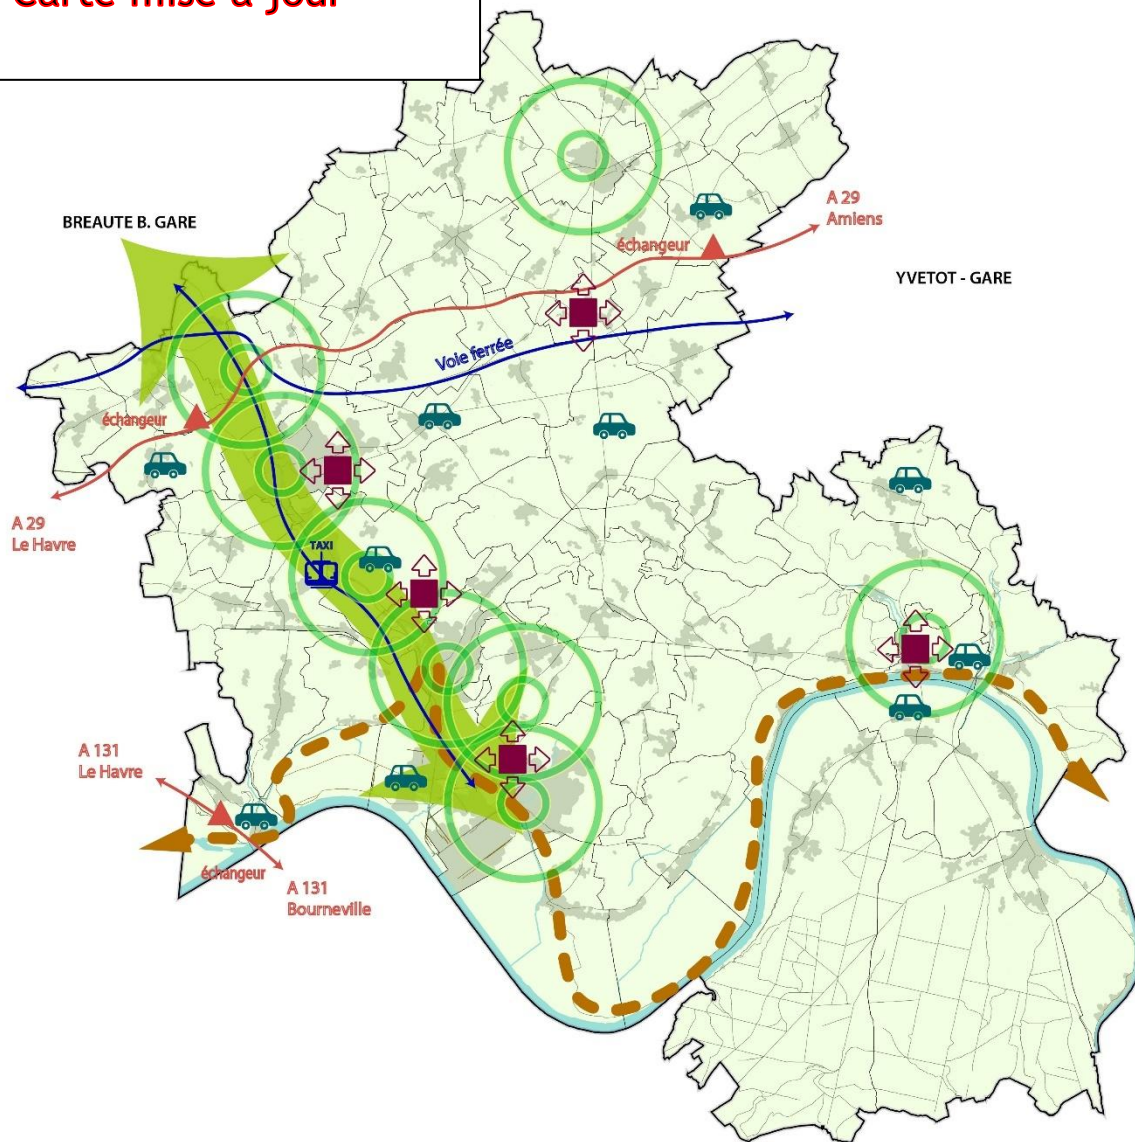 Carte mise à jour
BREAUTE B. GARE
A 29
Amiens
échangeur
YVETOT - GARE
Voie ferrée
échangeur
A 29
Le Havre
TAXI
A 131
Le Havre
échangeur
A 131
Bourneville